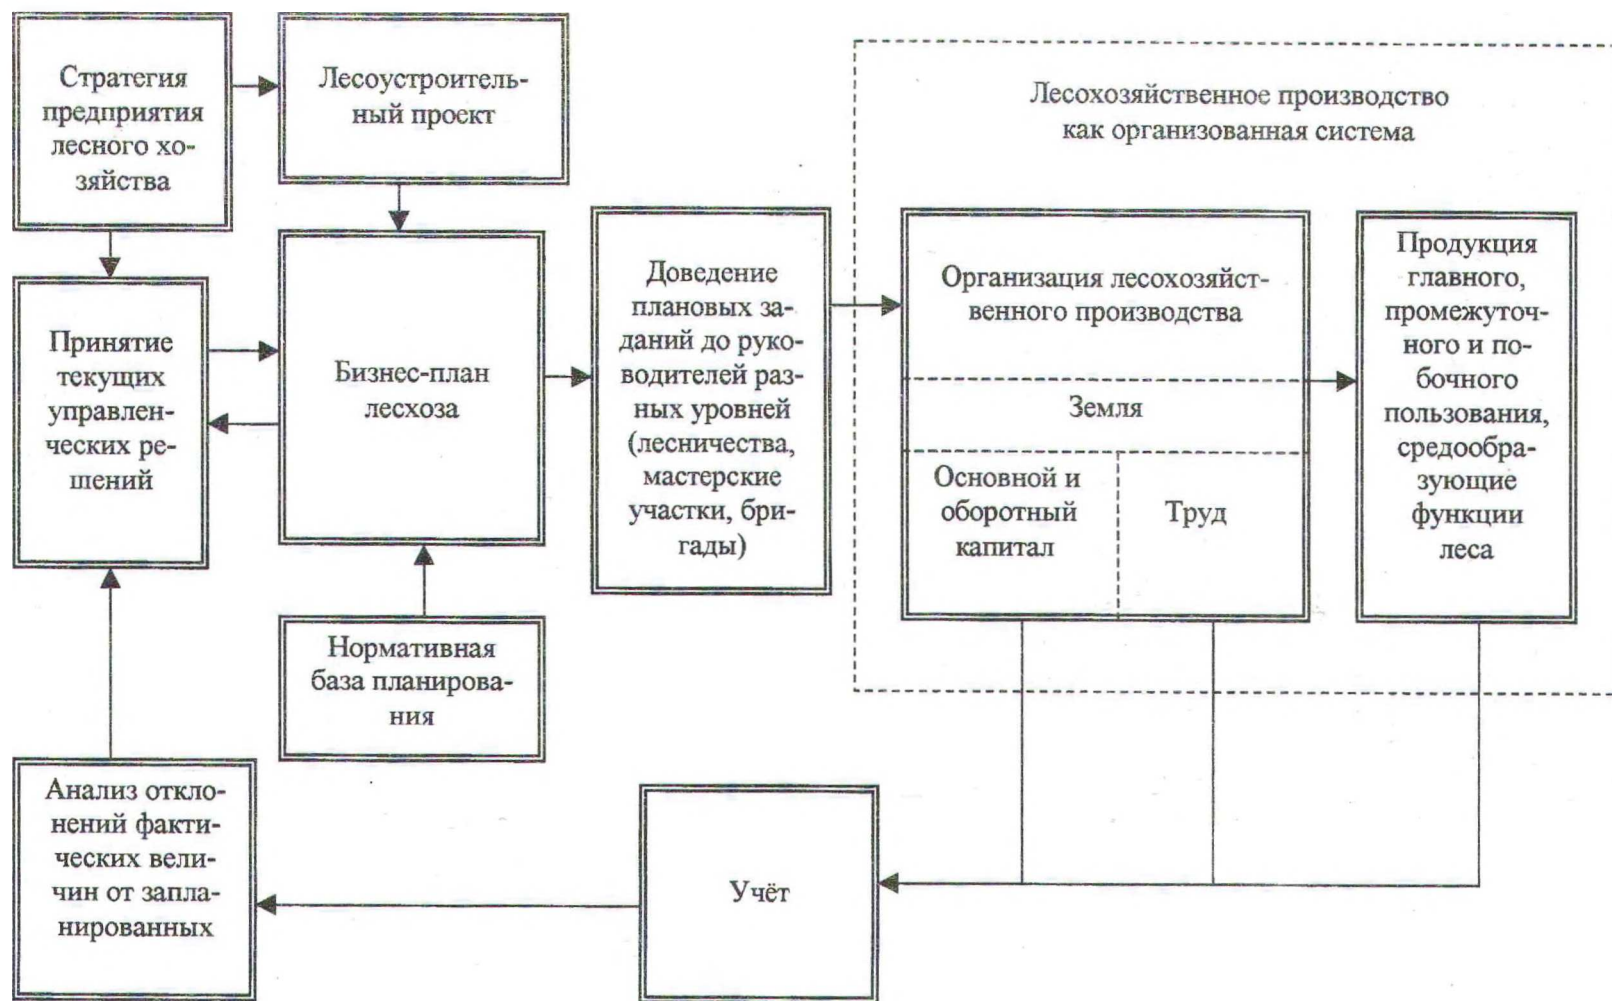 Стратегия
предприятия
лесного хо-
зяйства
Лесоустроитель-
ный проект
Лесохозяйственное производство
как организованная система
Принятие
текущих
управлен-
ческих ре-
шений
Бизнес-план
лесхоза
Доведение
плановых за-
даний до руко-
водителей раз-
ных уровней
(лесничества,
мастерские
участки, бри-
гады)
Организация лесохозяйст-
венного производства
Земля
Основной и
оборотный
капитал
Труд
Продукция
главного,
промежуточ-
ного и по-
бочного
пользования,
средообра-
зующие
функции
леса
Нормативная
база планирова-
ния
Анализ откло-
нений факти-
ческих вели-
чин от запла-
нированных
Учёт